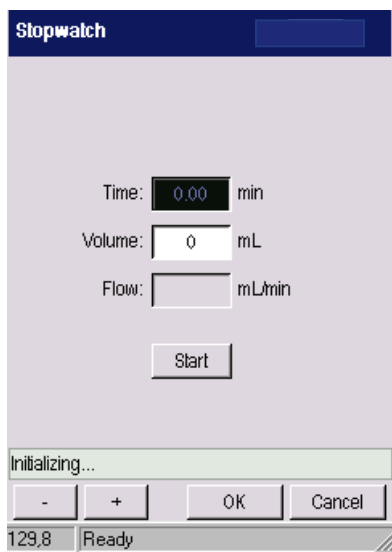 Stopwatch
Time: 0.00 min
Volume: 0 mL
Flow: mL/min
Start
Initializing...
- + OK Cancel
129,8 Ready